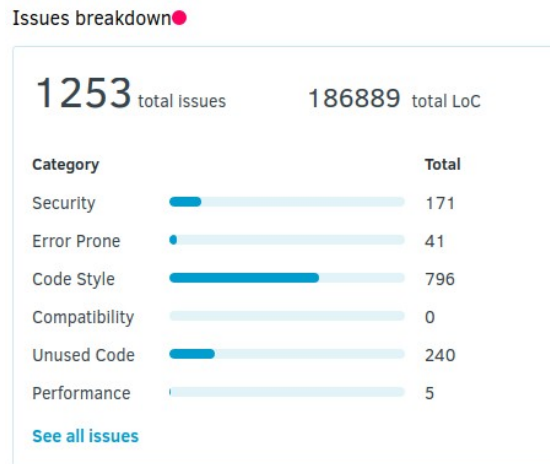 Issues breakdown
1253 total issues 186889 total LoC
Category Total
Security 171
Error Prone 41
Code Style 796
Compatibility 0
Unused Code 240
Performance 5
See all issues